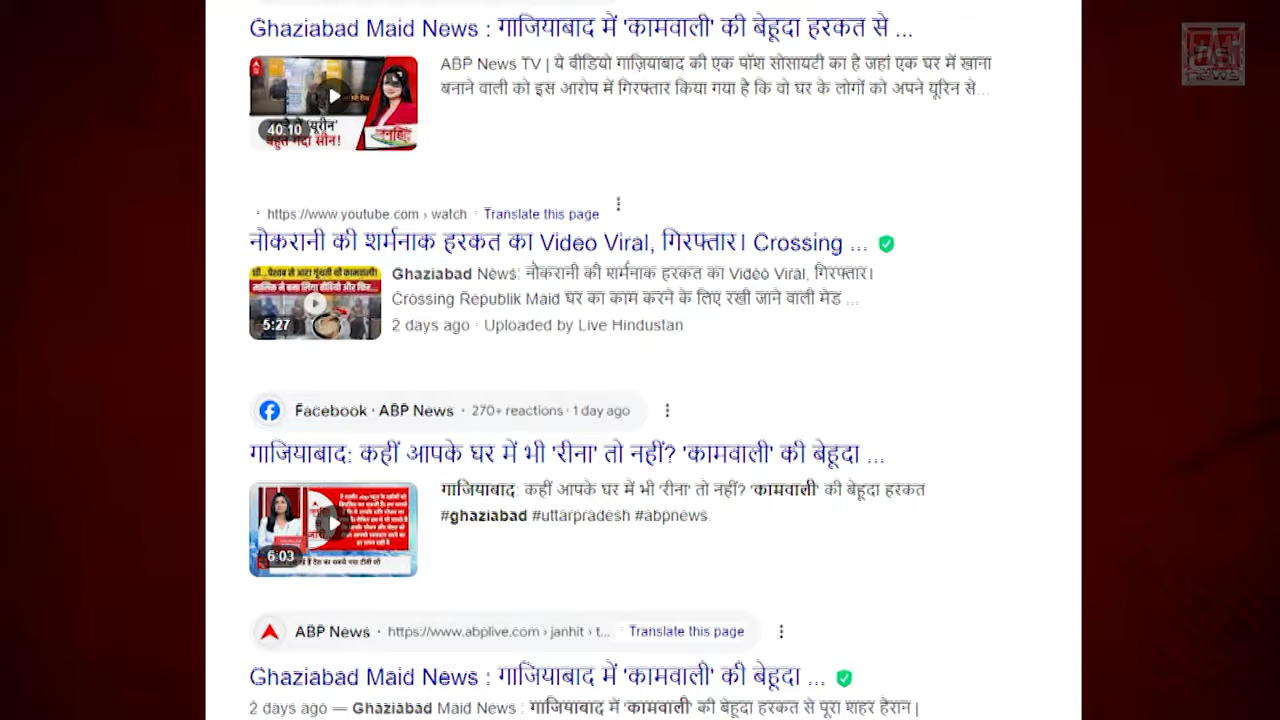 Ghaziabad Maid News : गाजियाबाद में 'कामवाली' की बेहूदा हरकत से ...
ABP News TV | ये वीडियो गाज़ियाबाद की एक पॉश सोसायटी का है जहां एक घर में खाना
बनाने वाली को इस आरोप में गिरफ्तार किया गया है कि वो घर के लोगों को अपने यूरिन से...
40:10
news
https://www.youtube.com › watch · Translate this page
नौकरानी की शर्मनाक हरकत का Video Viral, गिरफ्तार। Crossing ...
Ghaziabad News: नौकरानी की शर्मनाक हरकत का Video Viral, गिरफ्तार।
Crossing Republik Maid घर का काम करने के लिए रखी जाने वाली मेड ...
2 days ago · Uploaded by Live Hindustan
5:27
Facebook · ABP News · 270+ reactions · 1 day ago
गाजियाबाद: कहीं आपके घर में भी 'रीना' तो नहीं? 'कामवाली' की बेहूदा ...
गाजियाबाद: कहीं आपके घर में भी 'रीना' तो नहीं? 'कामवाली' की बेहूदा हरकत
#ghaziabad #uttarpradesh #abpnews.
6:03
ABP News · https://www.abplive.com › janhit › t... · Translate this page
Ghaziabad Maid News : गाजियाबाद में 'कामवाली' की बेहूदा ...
2 days ago — Ghaziabad Maid News : गाजियाबाद में 'कामवाली' की बेहूदा हरकत से पूरा शहर हैरान |